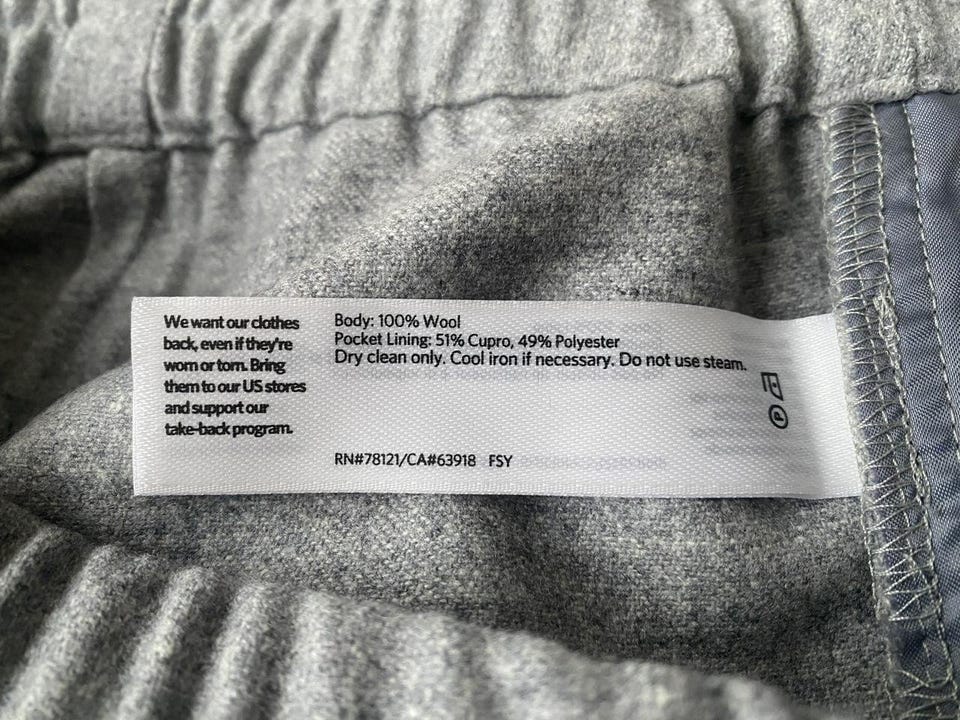 We want our clothes
back, even if they're
worn or torn. Bring
them to our US stores
and support our
take-back program.
Body: 100% Wool
Pocket Lining: 51% Cupro, 49% Polyester
Dry clean only. Cool iron if necessary. Do not use steam.
P
RN#78121/CA#63918 FSY